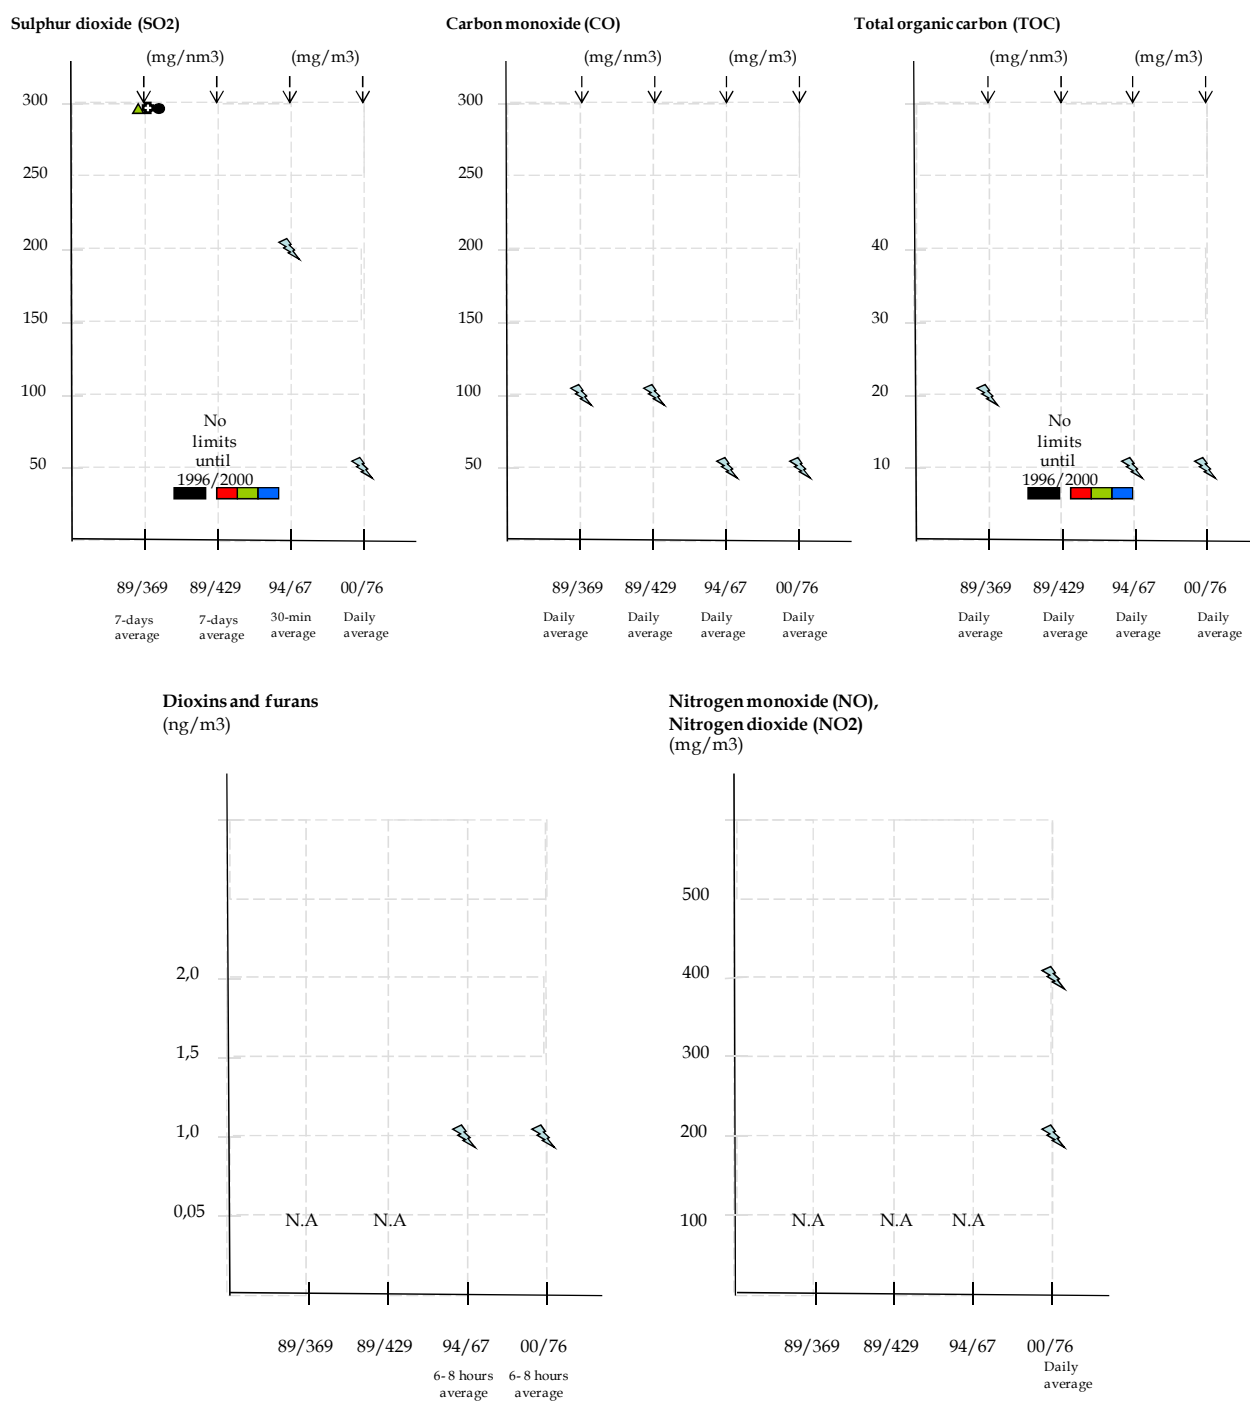 Sulphur dioxide (SO2)
(mg/nm3) (mg/m3)
300
250
200
150
100
50
No
limits
until
1996/2000
89/369 89/429 94/67 00/76
7-days average 7-days average 30-min average Daily average
Carbon monoxide (CO)
(mg/nm3) (mg/m3)
300
250
200
150
100
50
89/369 89/429 94/67 00/76
Daily average Daily average Daily average Daily average
Total organic carbon (TOC)
(mg/nm3) (mg/m3)
40
30
20
10
No
limits
until
1996/2000
89/369 89/429 94/67 00/76
Daily average Daily average Daily average Daily average
Dioxins and furans
(ng/m3)
2,0
1,5
1,0
0,05
N.A N.A
89/369 89/429 94/67 00/76
6-8 hours average 6-8 hours average
Nitrogen monoxide (NO),
Nitrogen dioxide (NO2)
(mg/m3)
500
400
300
200
100
N.A N.A N.A
89/369 89/429 94/67 00/76
Daily average